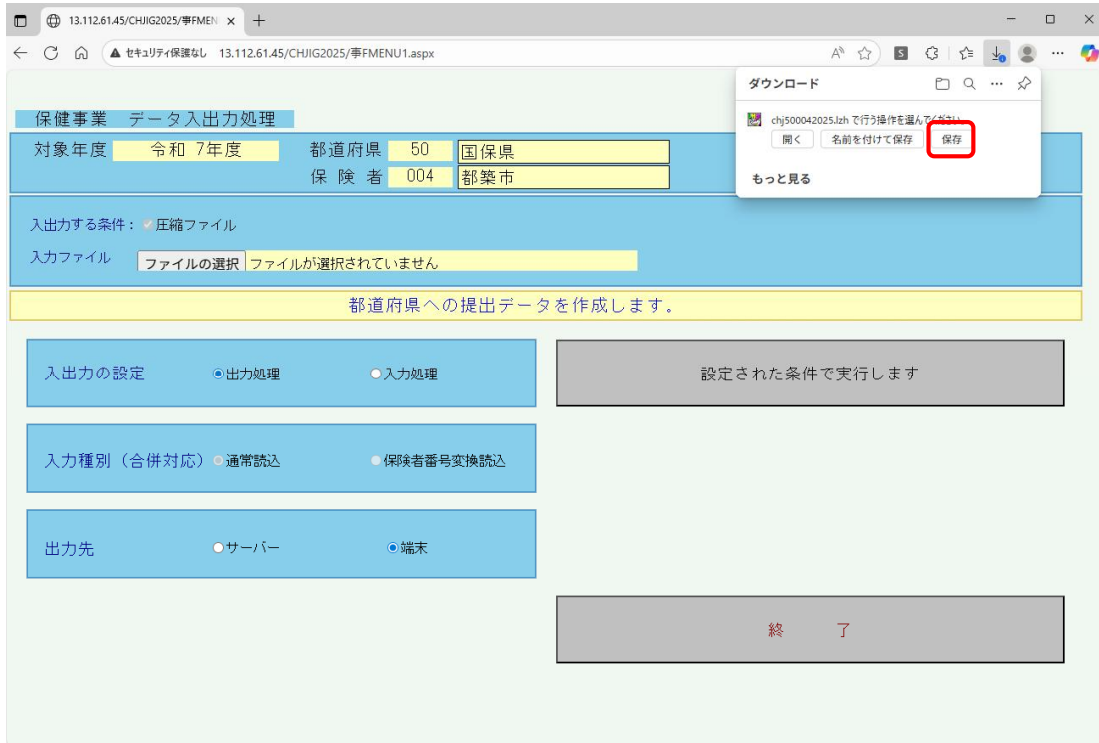 13.112.61.45/CHJIG2025/事FMEN
セキュリティ保護なし 13.112.61.45/CHJIG2025/事FMENU1.aspx
ダウンロード
chj500042025.lzh で行う操作を選んでください。
開く 名前を付けて保存 保存
もっと見る
保健事業 データ入出力処理
対象年度 令和 7年度 都道府県 50 国保県
保険者 004 都築市
入出力する条件： 圧縮ファイル
入力ファイル ファイルの選択 ファイルが選択されていません
都道府県への提出データを作成します。
入出力の設定 出力処理 入力処理 設定された条件で実行します
入力種別（合併対応） 通常読込 保険者番号変換読込
出力先 サーバー 端末
終 了